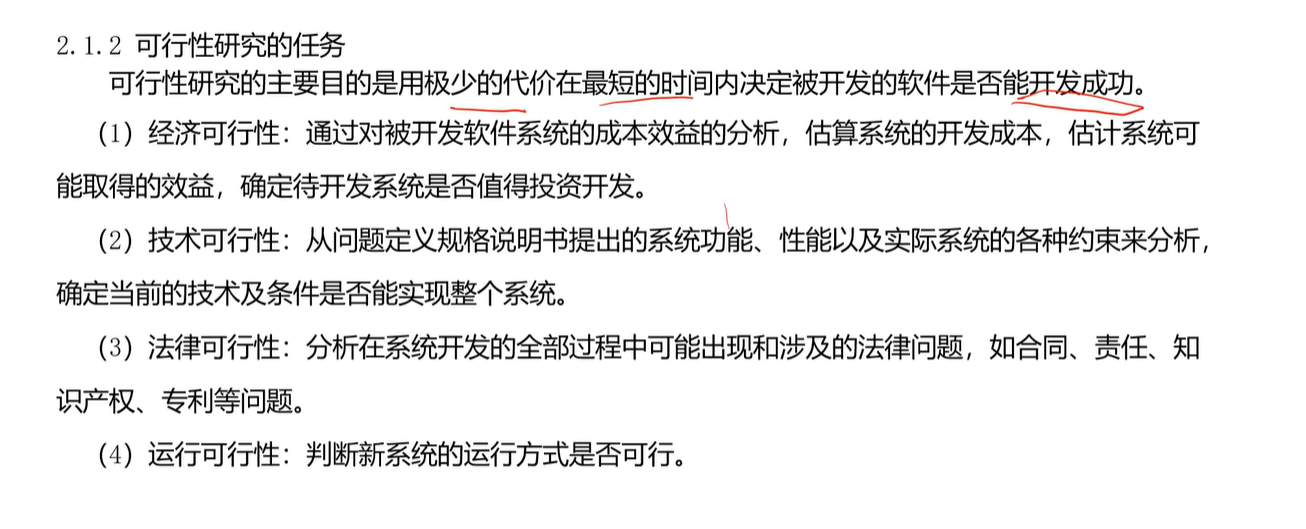 2.1.2 可行性研究的任务
可行性研究的主要目的是用极少的代价在最短的时间内决定被开发的软件是否能开发成功。
（1）经济可行性：通过对被开发软件系统的成本效益的分析，估算系统的开发成本，估计系统可
能取得的效益，确定待开发系统是否值得投资开发。
（2）技术可行性：从问题定义规格说明书提出的系统功能、性能以及实际系统的各种约束来分析，
确定当前的技术及条件是否能实现整个系统。
（3）法律可行性：分析在系统开发的全部过程中可能出现和涉及的法律问题，如合同、责任、知
识产权、专利等问题。
（4）运行可行性：判断新系统的运行方式是否可行。